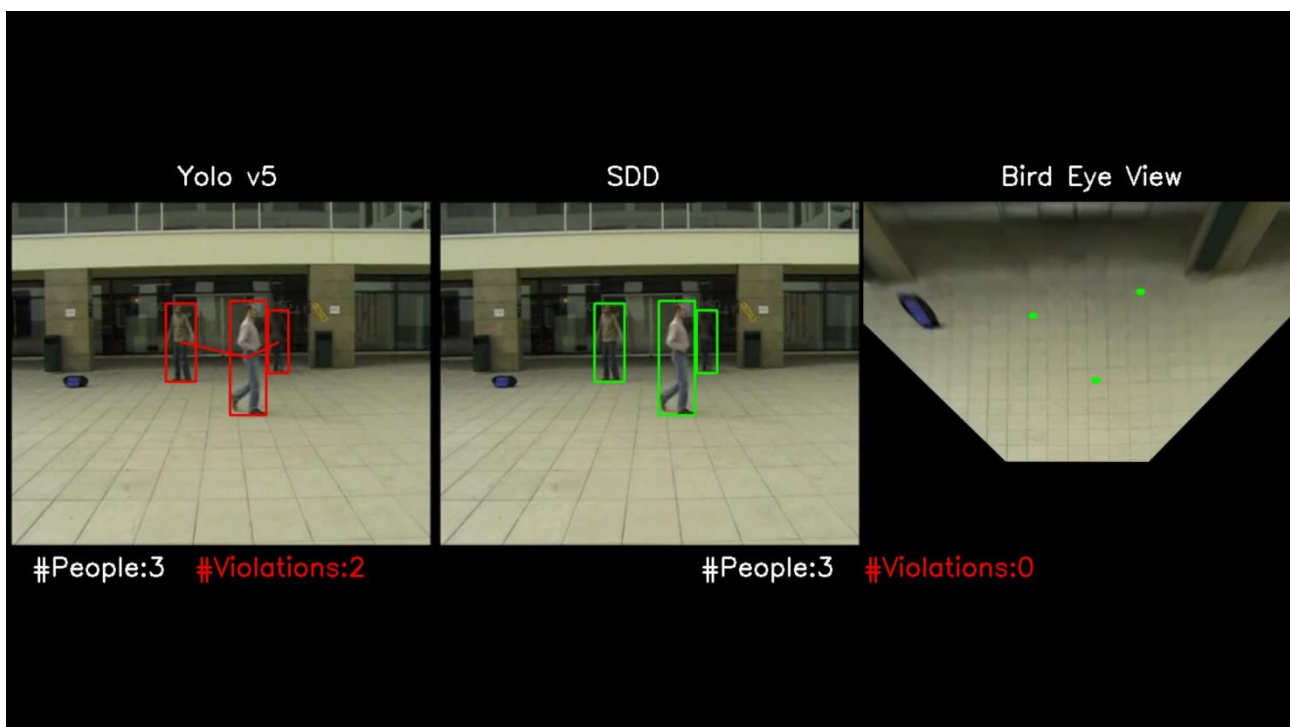 Yolo v5
SDD
Bird Eye View
#People:3 #Violations:2
#People:3 #Violations:0